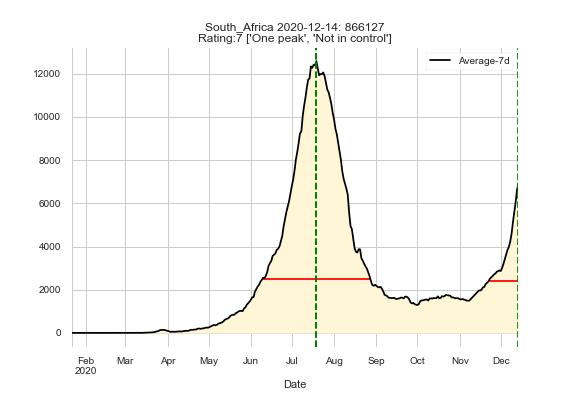 South_Africa 2020-12-14: 866127
Rating:7 ['One peak', 'Not in control']
Average-7d
12000
10000
8000
6000
4000
2000
0
Feb Mar Apr May Jun Jul Aug Sep Oct Nov Dec
2020
Date